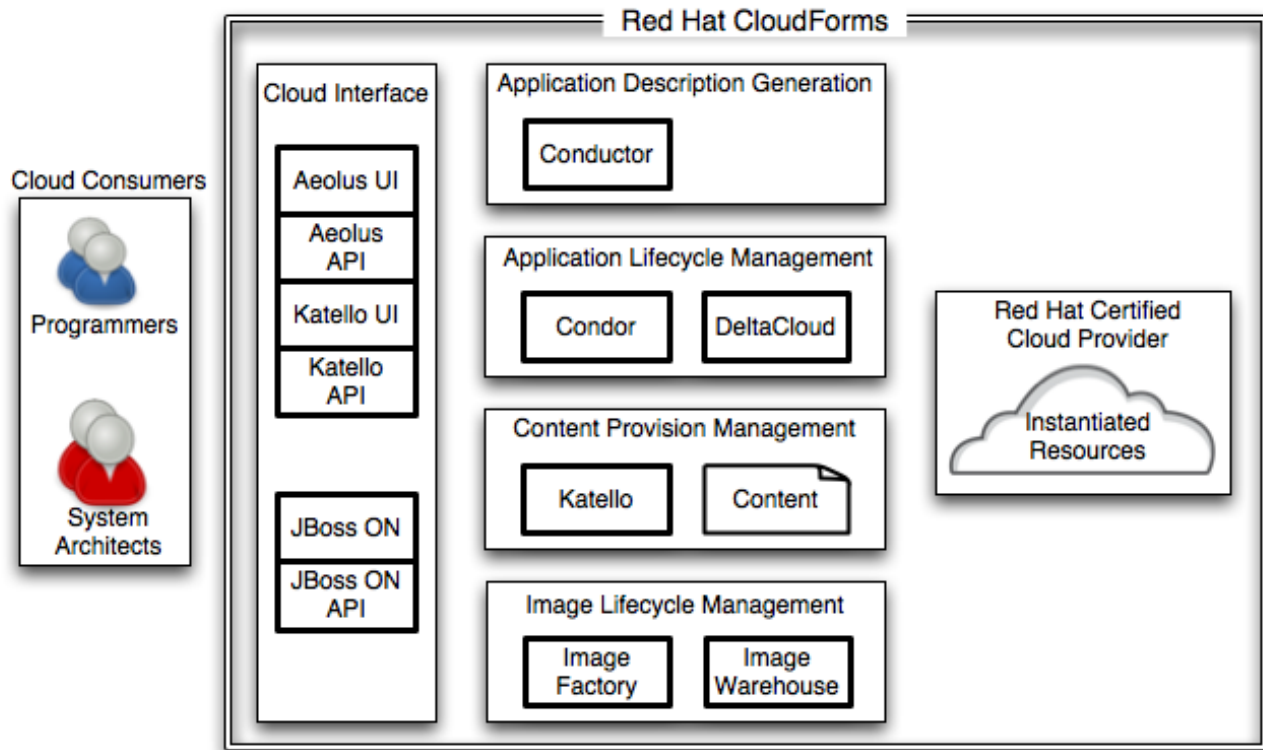 Red Hat CloudForms
Cloud Consumers
Programmers
System
Architects
Cloud Interface
Aeolus UI
Aeolus
API
Katello UI
Katello
API
JBoss ON
JBoss ON
API
Application Description Generation
Conductor
Application Lifecycle Management
Condor
DeltaCloud
Content Provision Management
Katello
Content
Image Lifecycle Management
Image
Factory
Image
Warehouse
Red Hat Certified
Cloud Provider
Instantiated
Resources